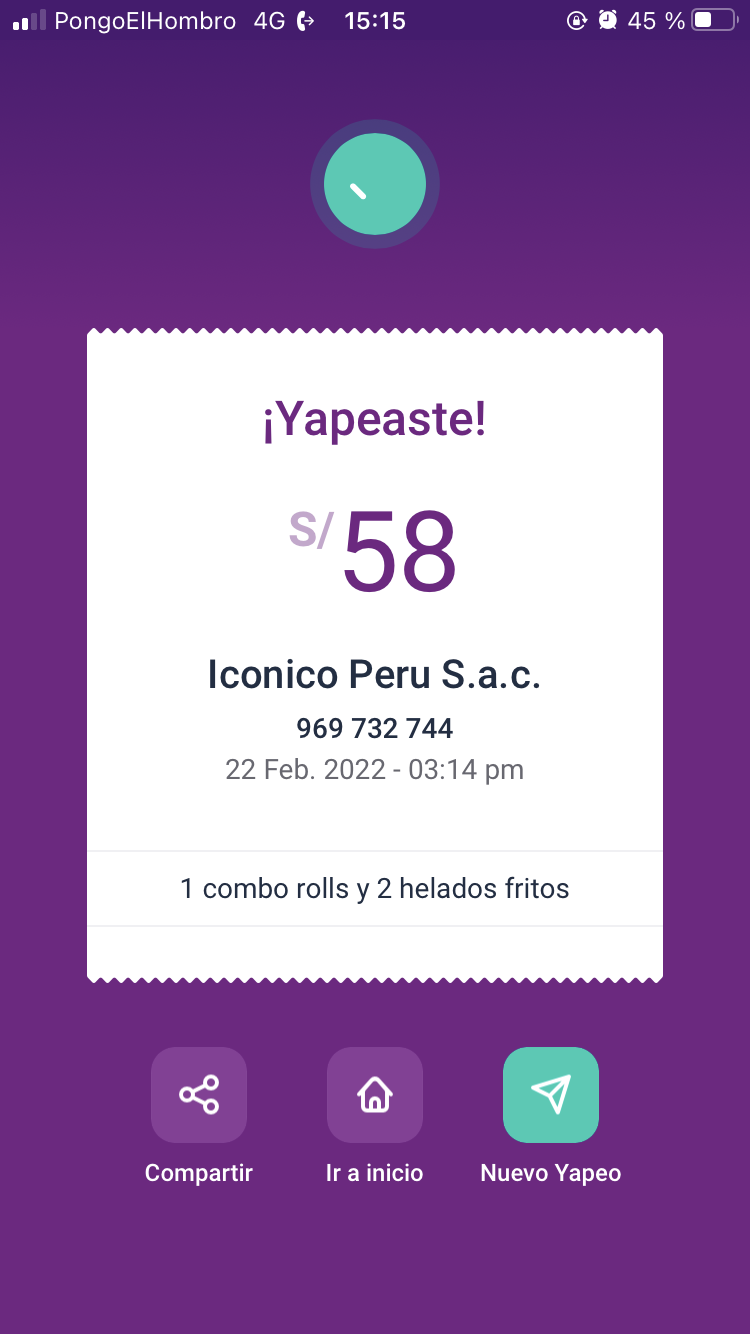 PongoElHombro 4G 15:15 45 %
¡Yapeaste!
S/58
Iconico Peru S.a.c.
969 732 744
22 Feb. 2022 - 03:14 pm
1 combo rolls y 2 helados fritos
Compartir Ir a inicio Nuevo Yapeo